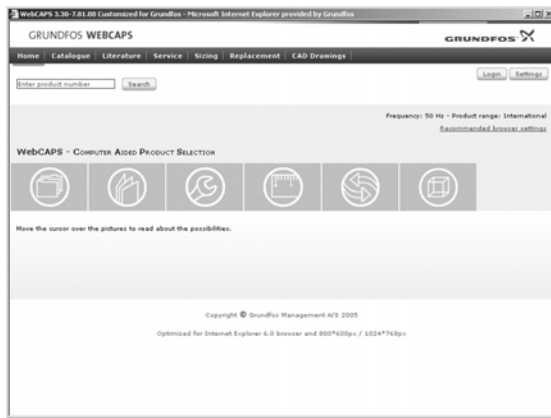 WebCAPS 3.30-7.01.00 Customized for Grundfos - Microsoft Internet Explorer provided by Grundfos
GRUNDFOS WEBCAPS
GRUNDFOS
Home Catalogue Literature Service Sizing Replacement CAD Drawings
Login Settings
Enter product number Search
Frequency: 50 Hz - Product range: International
Recommended browser settings
WebCAPS - Computer Aided Product Selection
Move the cursor over the pictures to read about the possibilities.
Copyright © Grundfos Management A/S 2005
Optimized for Internet Explorer 6.0 browser and 800*600px / 1024*768px